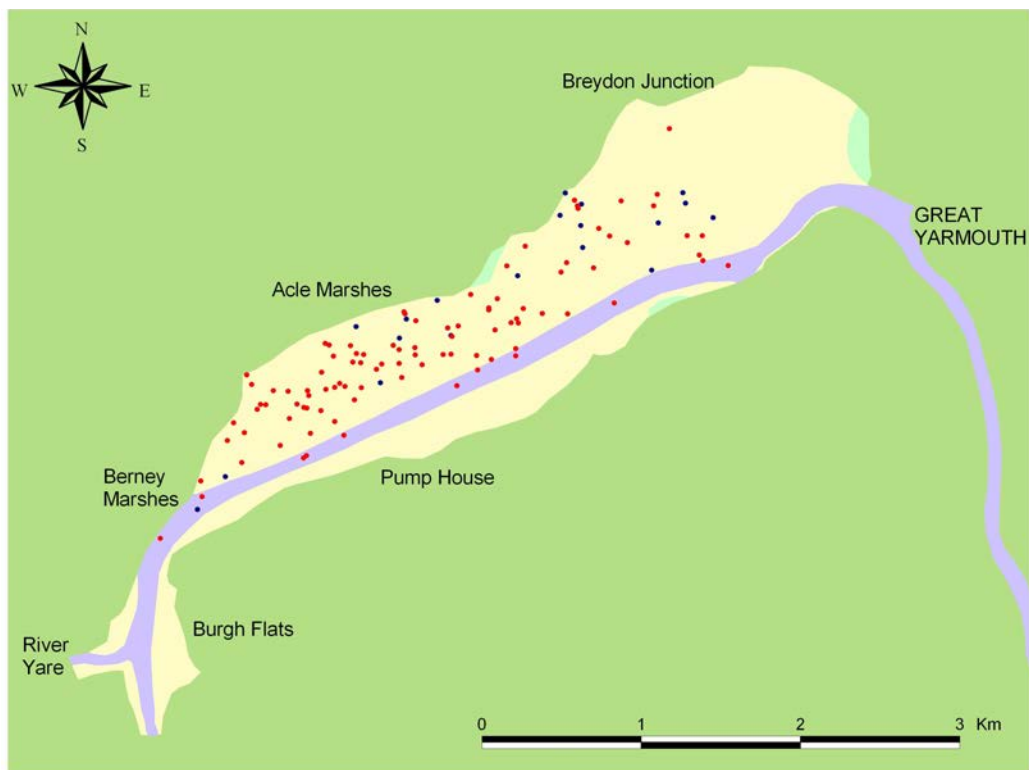 N
W
E
S
Breydon Junction
GREAT
YARMOUTH
Acle Marshes
Berney
Marshes
Pump House
Burgh Flats
River
Yare
0 1 2 3 Km